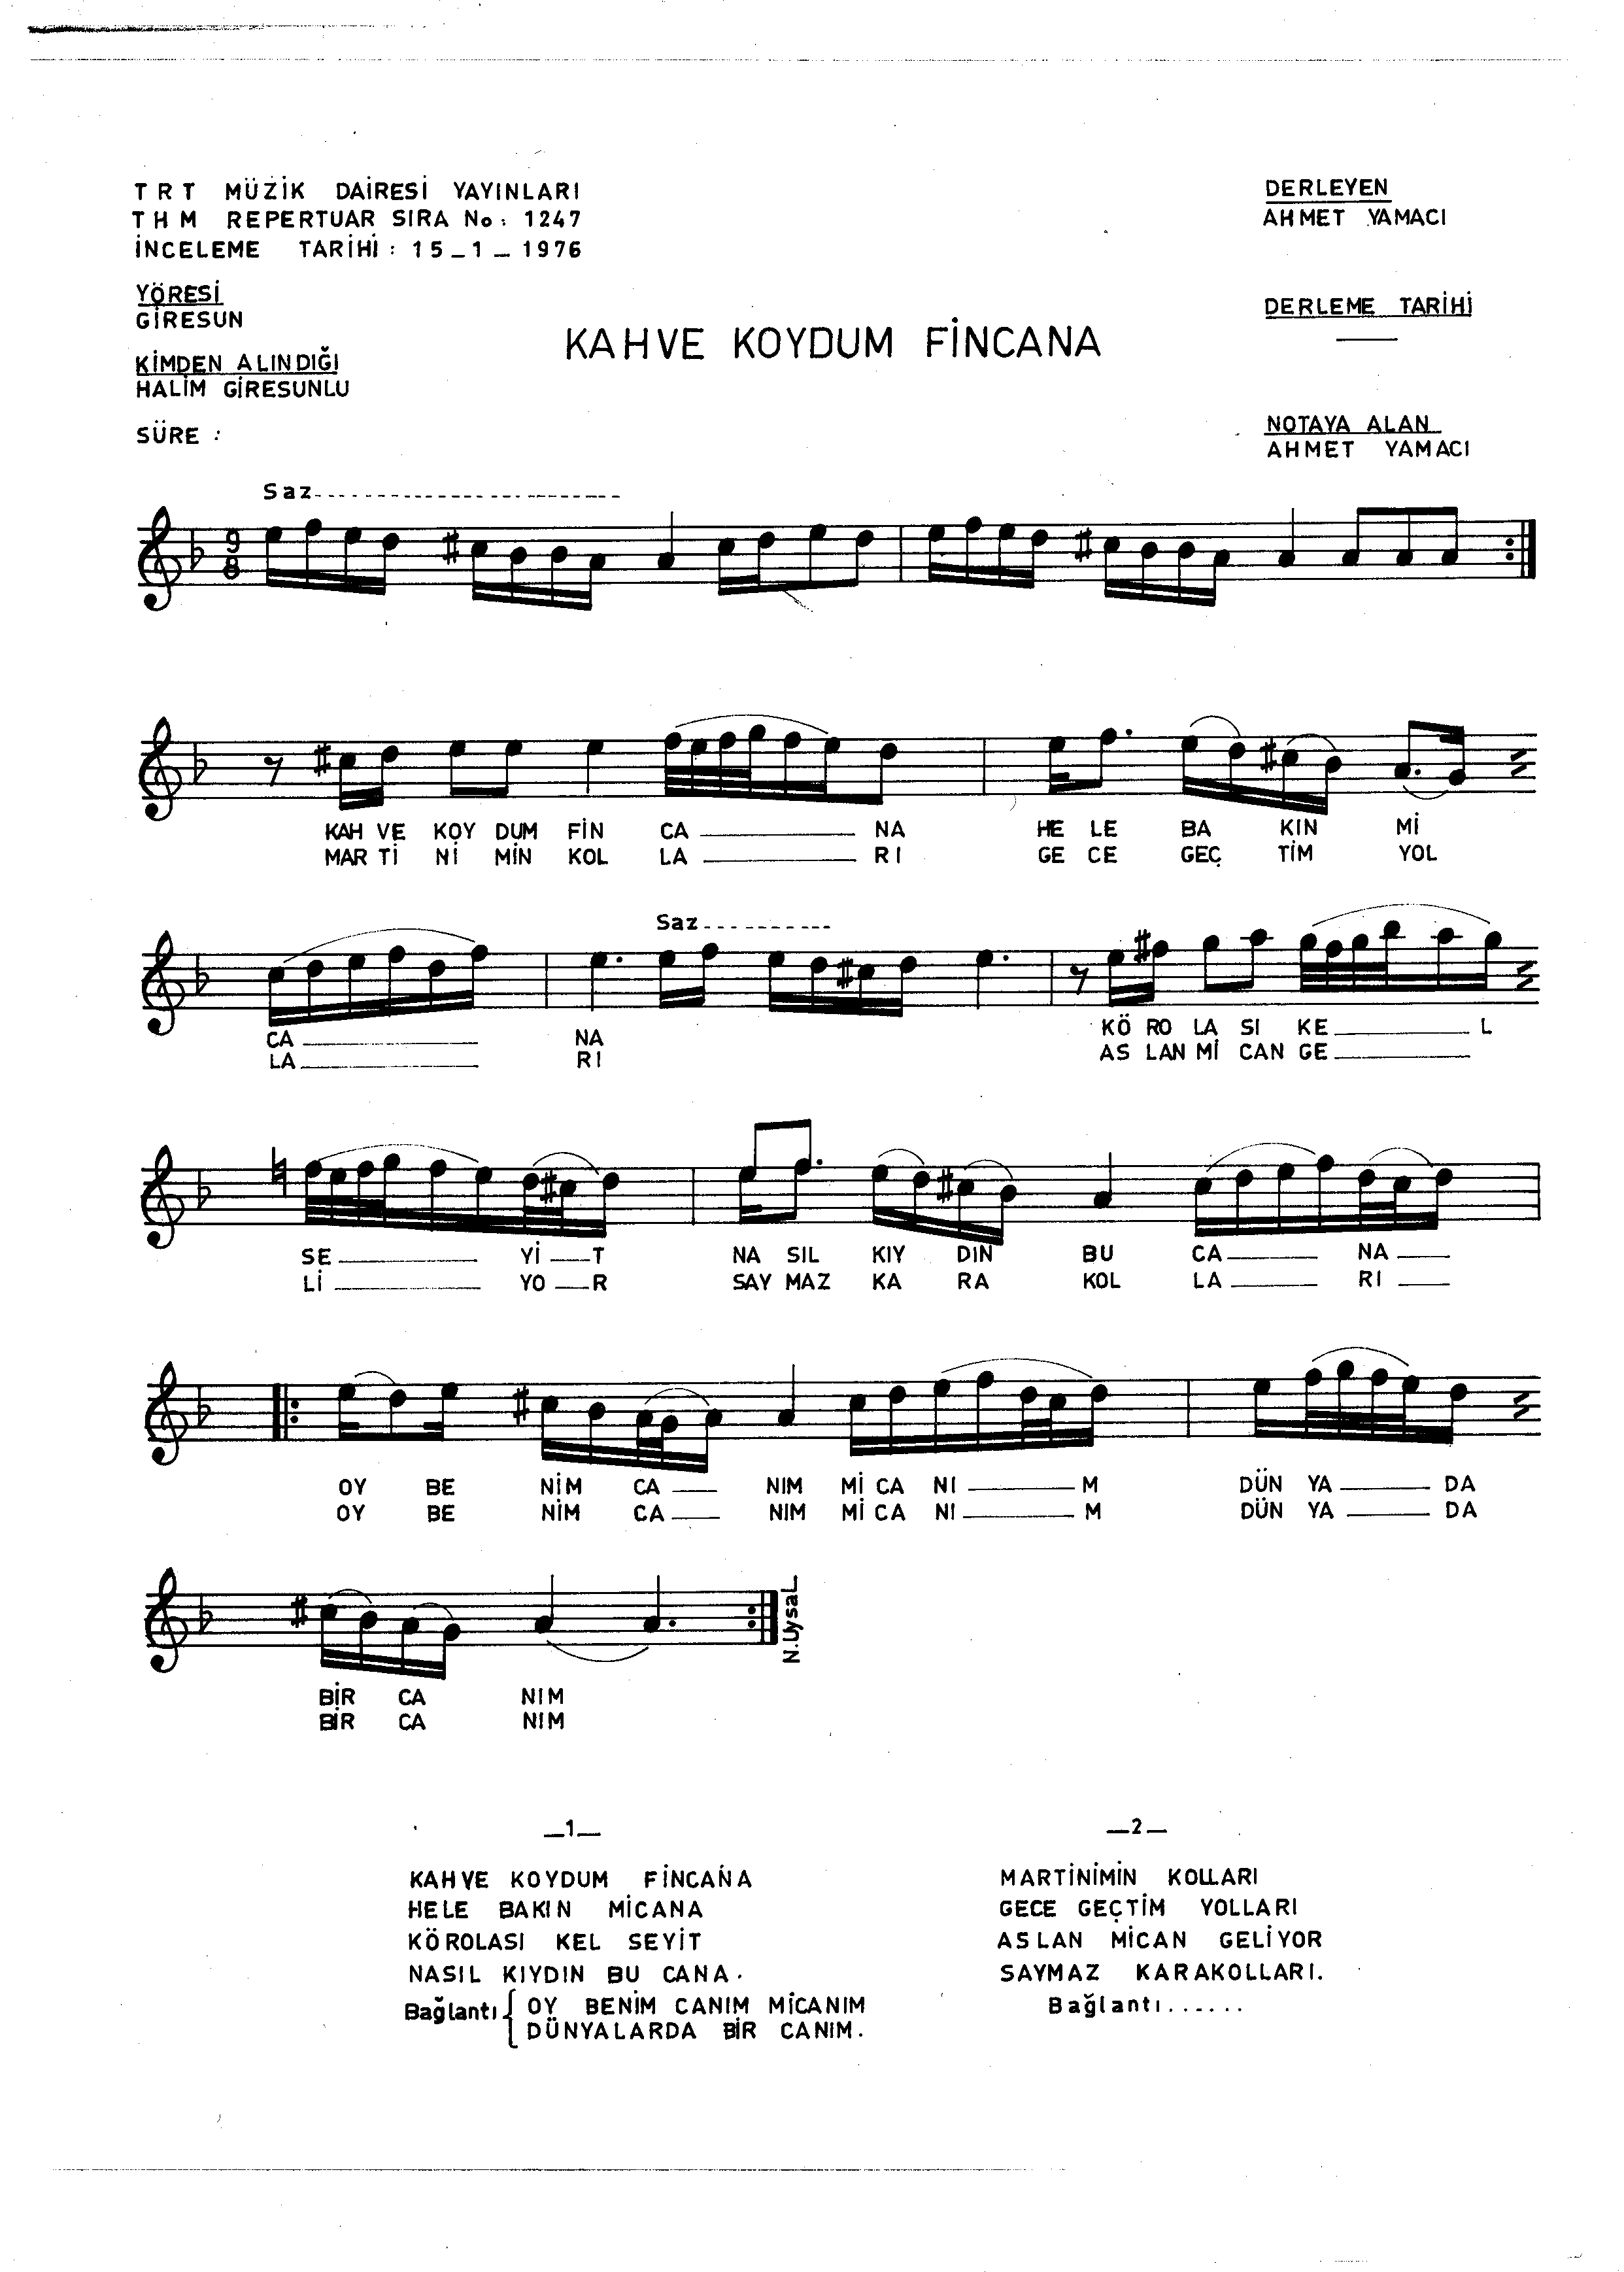 TRT MÜZİK DAİRESİ YAYINLARI
THM REPERTUAR SIRA No: 1247
İNCELEME TARİHİ: 15_1_1976
YÖRESİ
GİRESUN
KİMDEN ALINDIĞI
HALİM GİRESUNLU
SÜRE :
KAHVE KOYDUM FİNCANA
DERLEYEN
AHMET YAMACI
DERLEME TARİHİ
NOTAYA ALAN
AHMET YAMACI
Saz
9
8
KAH VE KOY DUM FİN CA NA HE LE BA KIN Mİ
MAR Tİ Nİ MİN KOL LA RI GE CE GEÇ TİM YOL
Saz
CA NA KÖ RO LA SI KE L
LA RI AS LAN Mİ CAN GE
SE Yİ T NA SIL KIY DIN BU CA NA
Lİ YO R SAY MAZ KA RA KOL LA RI
OY BE NİM CA NIM Mİ CA NI M DÜN YA DA
OY BE NİM CA NIM Mİ CA NI M DÜN YA DA
N.Uysal
BİR CA NIM
BİR CA NIM
_1_
KAHVE KOYDUM FİNCANA
HELE BAKIN MİCANA
KÖROLASI KEL SEYİT
NASIL KIYDIN BU CANA.
Bağlantı { OY BENİM CANIM MİCANIM
DÜNYALARDA BİR CANIM.
_2_
MARTİNİMİN KOLLARI
GECE GEÇTİM YOLLARI
ASLAN MİCAN GELİYOR
SAYMAZ KARAKOLLARI.
Bağlantı......